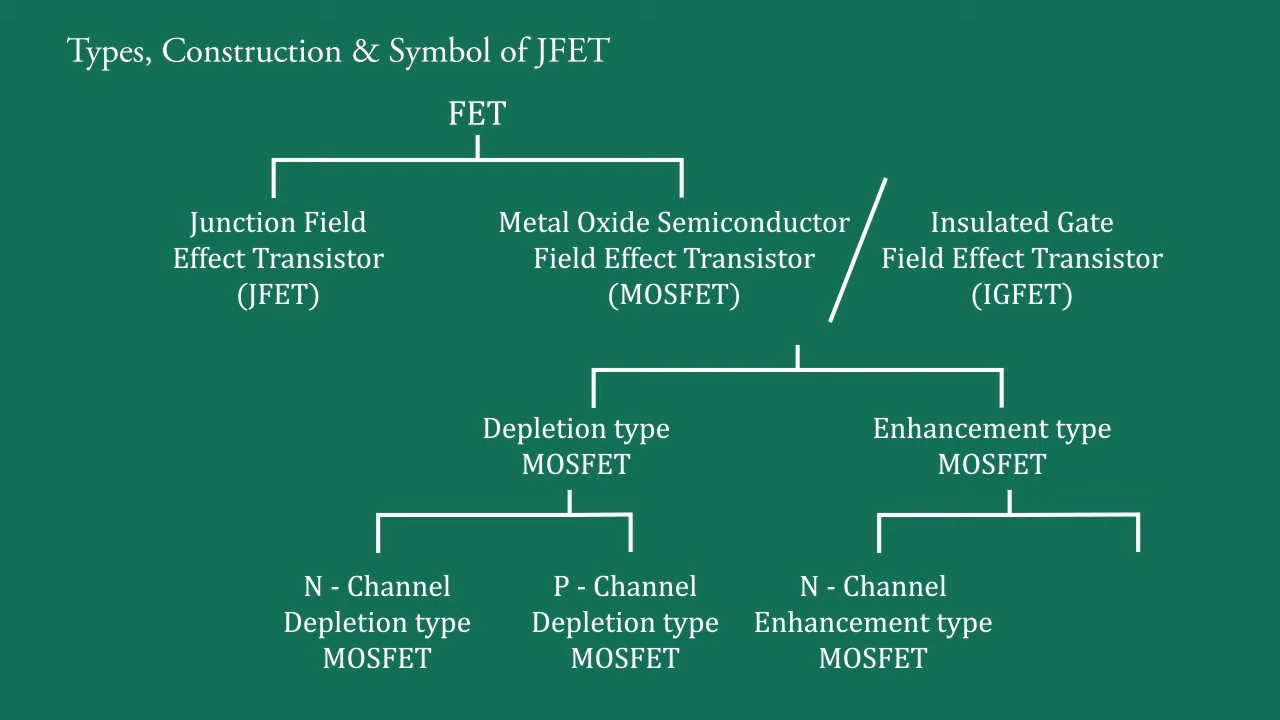 Types, Construction & Symbol of JFET
FET
Junction Field
Effect Transistor
(JFET)
Metal Oxide Semiconductor
Field Effect Transistor
(MOSFET)
/
Insulated Gate
Field Effect Transistor
(IGFET)
Depletion type
MOSFET
Enhancement type
MOSFET
N - Channel
Depletion type
MOSFET
P - Channel
Depletion type
MOSFET
N - Channel
Enhancement type
MOSFET